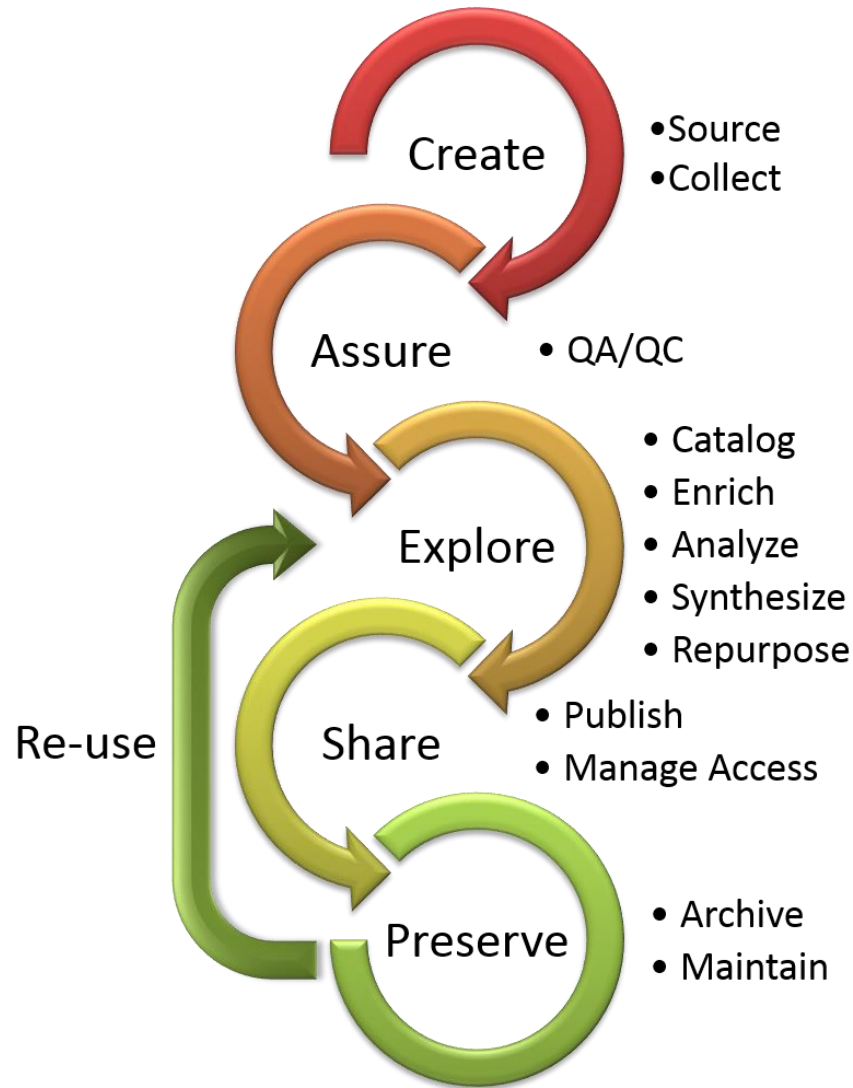 Create
•Source
•Collect
Assure
• QA/QC
Explore
• Catalog
• Enrich
• Analyze
• Synthesize
• Repurpose
Share
• Publish
• Manage Access
Re-use
Preserve
• Archive
• Maintain